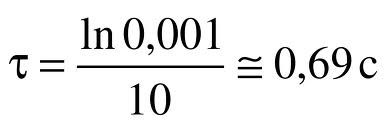 τ = ln 0,001 / 10 ≅ 0,69 с